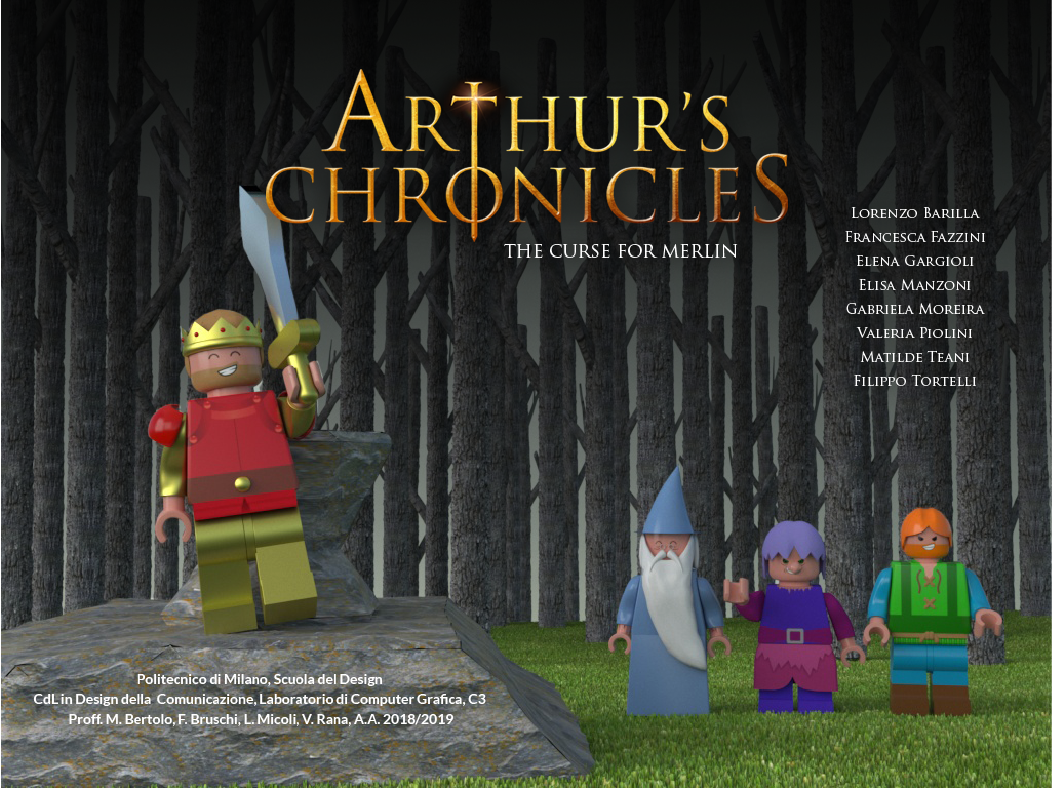 ARTHUR'S
CHRONICLES
THE CURSE FOR MERLIN
Lorenzo Barilla
Francesca Fazzini
Elena Gargioli
Elisa Manzoni
Gabriela Moreira
Valeria Piolini
Matilde Teani
Filippo Tortelli
Politecnico di Milano, Scuola del Design
CdL in Design della Comunicazione, Laboratorio di Computer Grafica, C3
Proff. M. Bertolo, F. Bruschi, L. Micoli, V. Rana, A.A. 2018/2019